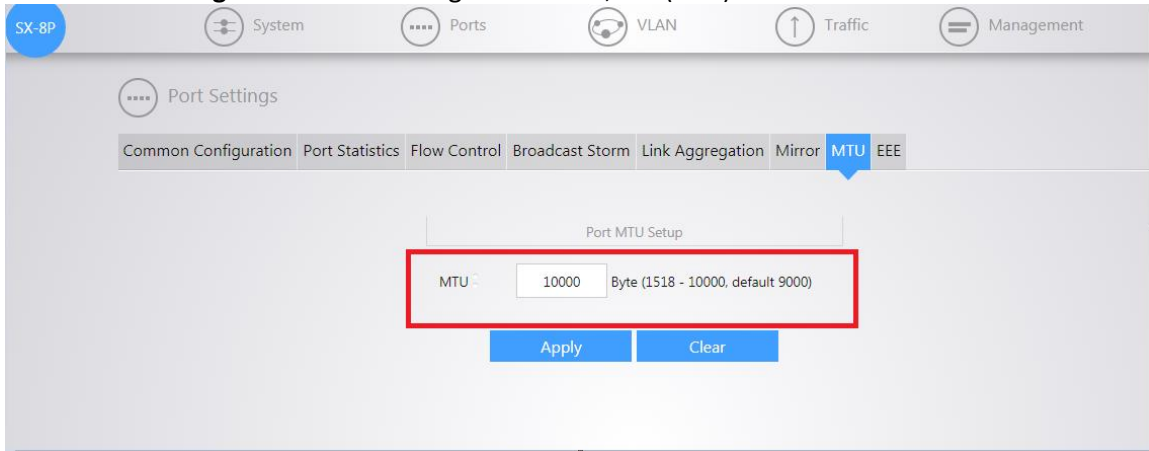 SX-8P System Ports VLAN Traffic Management
Port Settings
Common Configuration Port Statistics Flow Control Broadcast Storm Link Aggregation Mirror MTU EEE
Port MTU Setup
MTU 10000 Byte (1518 - 10000, default 9000)
Apply Clear